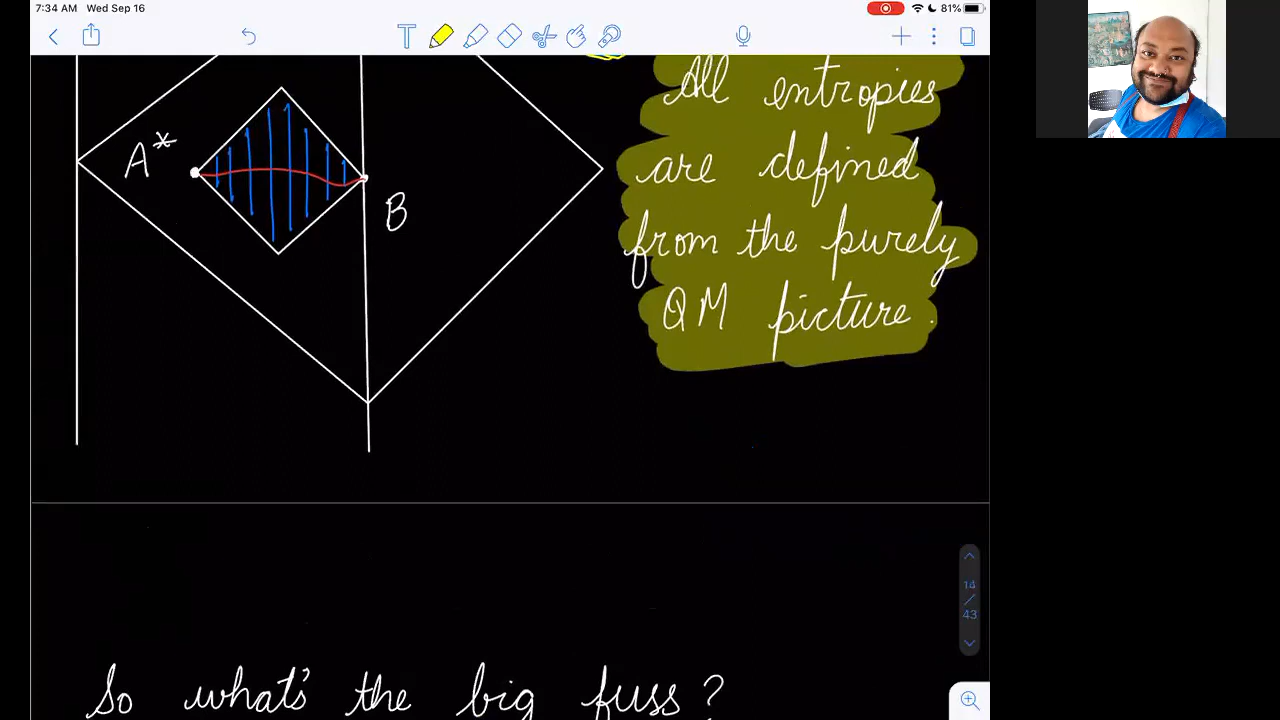 7:34 AM Wed Sep 16
81%
T
All entropies
A*
are defined
B
from the purely
QM picture.
14
/
43
So what's the big fuss?